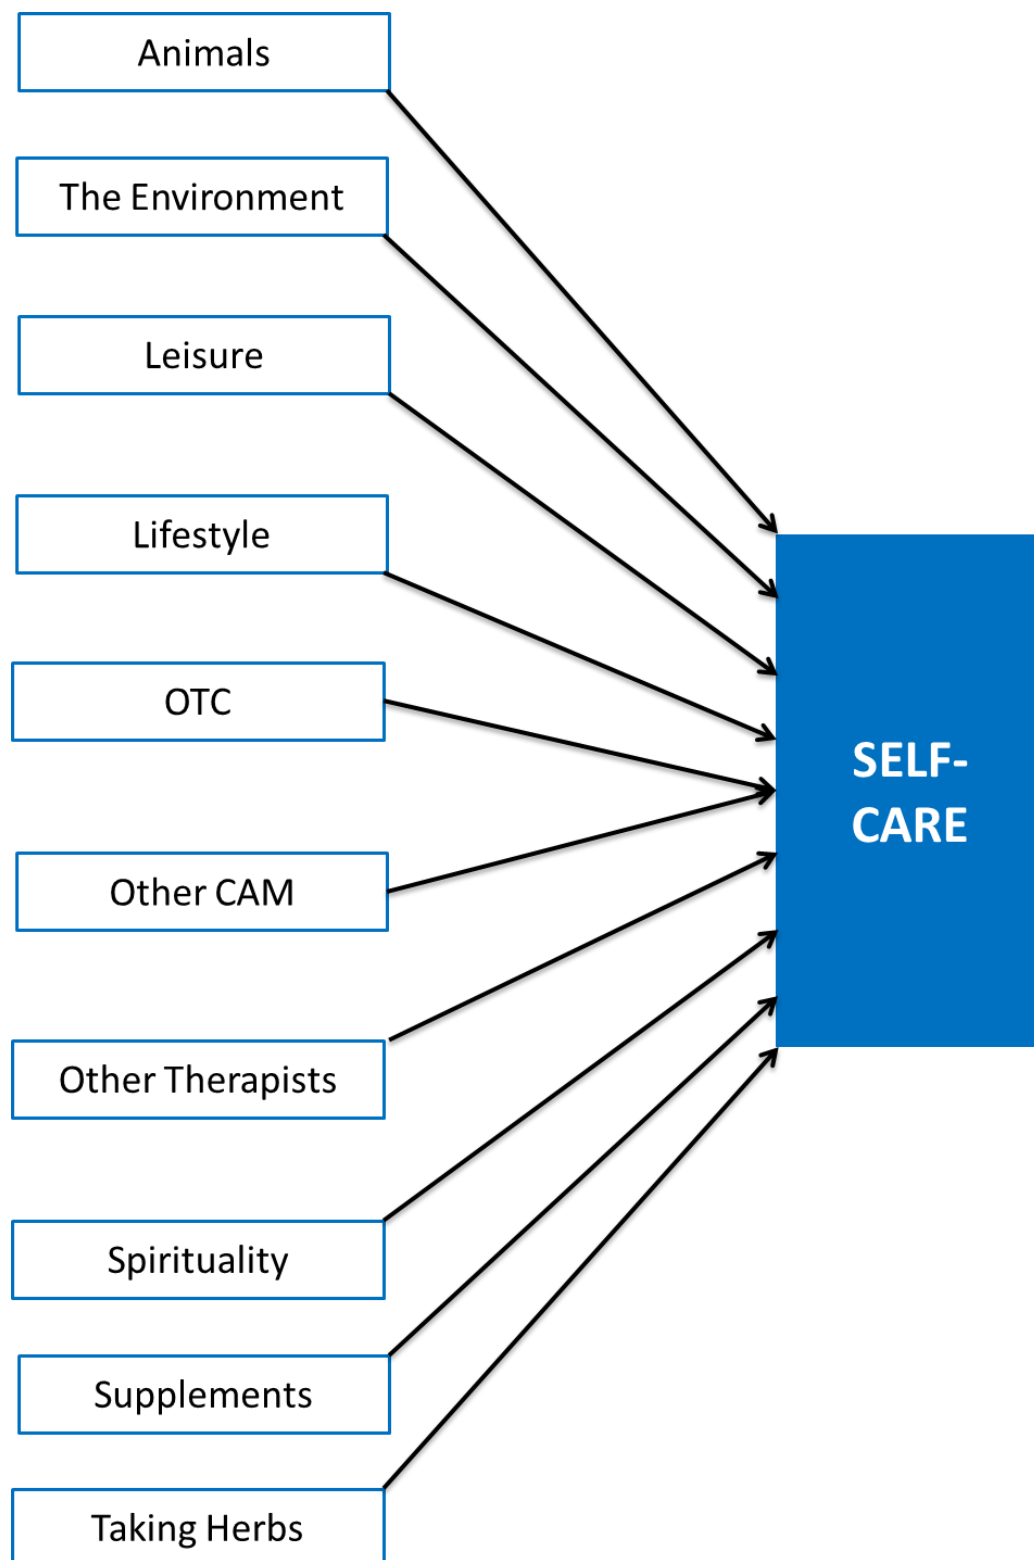 Animals
The Environment
Leisure
Lifestyle
OTC
Other CAM
Other Therapists
Spirituality
Supplements
Taking Herbs
SELF-
CARE